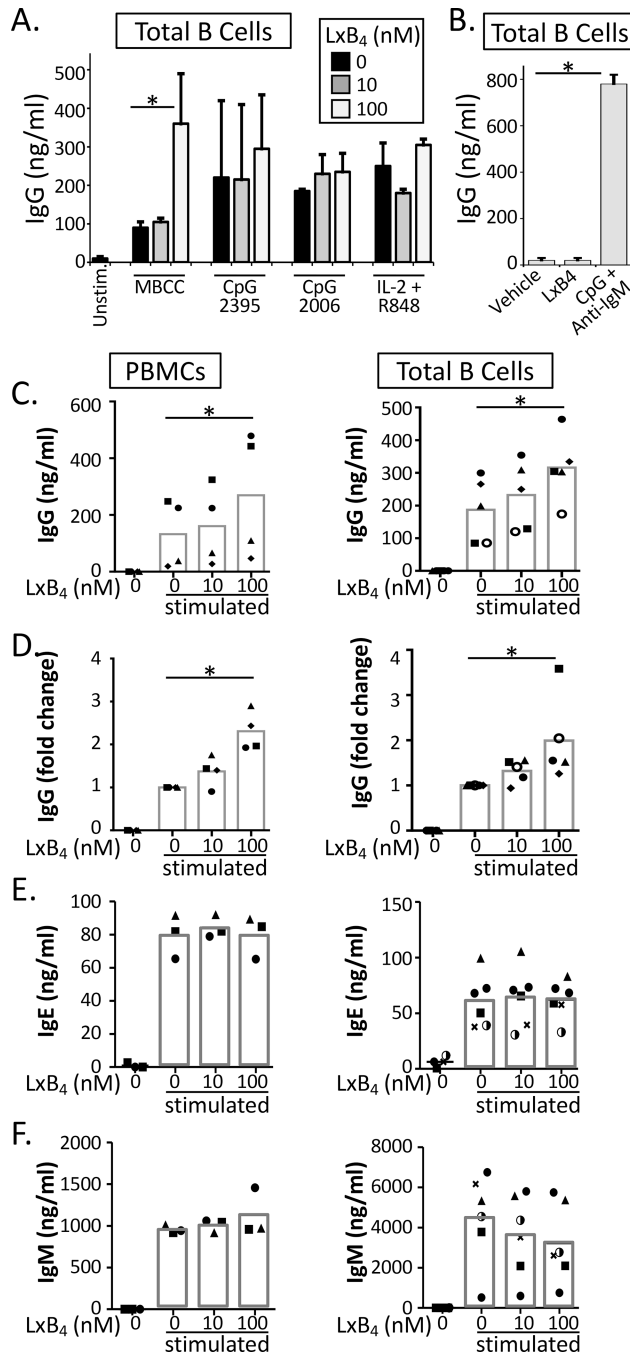 A.
Total B Cells
LxB4 (nM)
0
10
100
IgG (ng/ml)
500
400
300
200
100
0
*
Unstim.
MBCC
CpG 2395
CpG 2006
IL-2 + R848
B.
Total B Cells
IgG (ng/ml)
800
600
400
200
0
*
Vehicle
LxB4
CpG + Anti-IgM
C.
PBMCs
IgG (ng/ml)
600
400
200
0
*
LxB4 (nM)
0 0 10 100
stimulated
Total B Cells
IgG (ng/ml)
500
400
300
200
100
0
*
LxB4 (nM)
0 0 10 100
stimulated
D.
IgG (fold change)
4
3
2
1
0
*
LxB4 (nM)
0 0 10 100
stimulated
IgG (fold change)
4
3
2
1
0
*
LxB4 (nM)
0 0 10 100
stimulated
E.
IgE (ng/ml)
100
80
60
40
20
0
LxB4 (nM)
0 0 10 100
stimulated
IgE (ng/ml)
150
100
50
0
LxB4 (nM)
0 0 10 100
stimulated
F.
IgM (ng/ml)
2000
1500
1000
500
0
LxB4 (nM)
0 0 10 100
stimulated
IgM (ng/ml)
8000
6000
4000
2000
0
LxB4 (nM)
0 0 10 100
stimulated